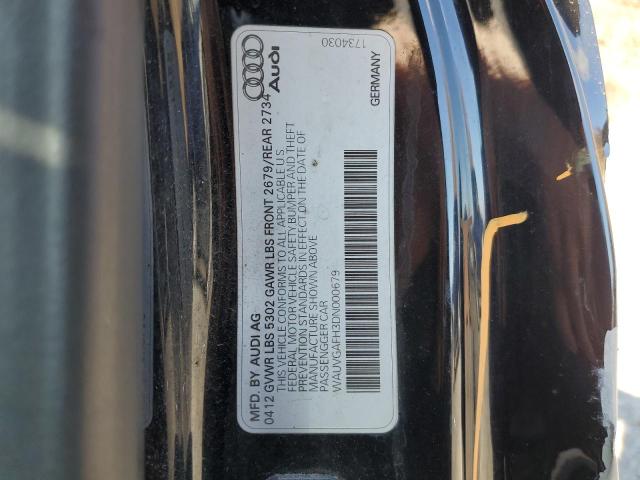 MFD. BY AUDI AG
0412 GVWR LBS 5302 GAWR LBS FRONT 2679/REAR 2734
THIS VEHICLE CONFORMS TO ALL APPLICABLE U.S.
FEDERAL MOTOR VEHICLE SAFETY BUMPER AND THEFT
PREVENTION STANDARDS IN EFFECT ON THE DATE OF
MANUFACTURE SHOWN ABOVE
PASSENGGER CAR
WAUVGAFH3DN000679
Audi
GERMANY
1734030